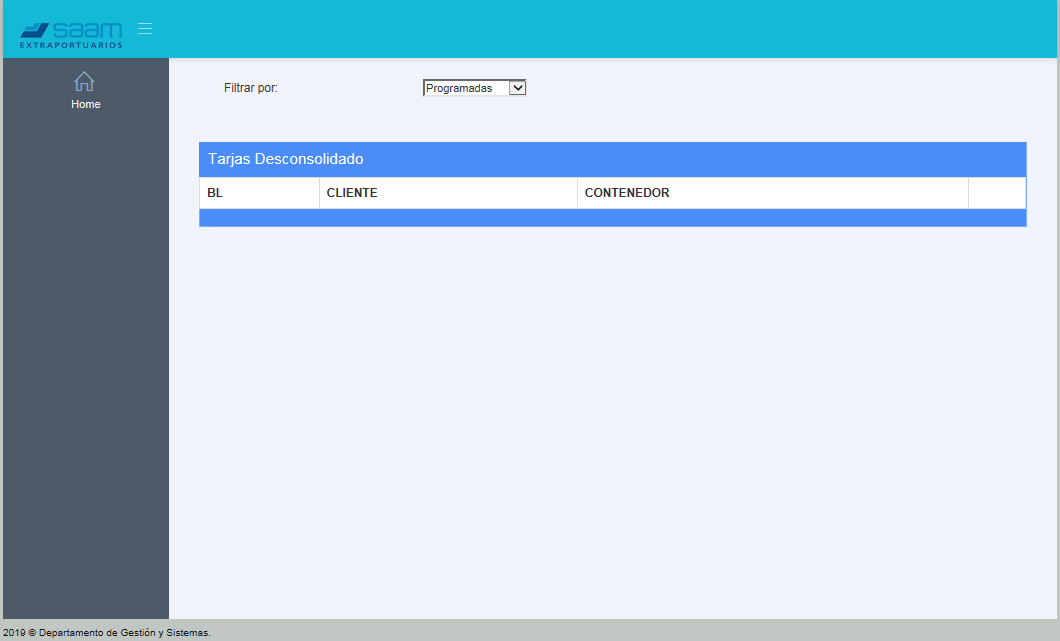 saam
EXTRAPORTUARIOS
Home
Filtrar por: Programadas
Tarjas Desconsolidado
BL CLIENTE CONTENEDOR
2019 © Departamento de Gestión y Sistemas.